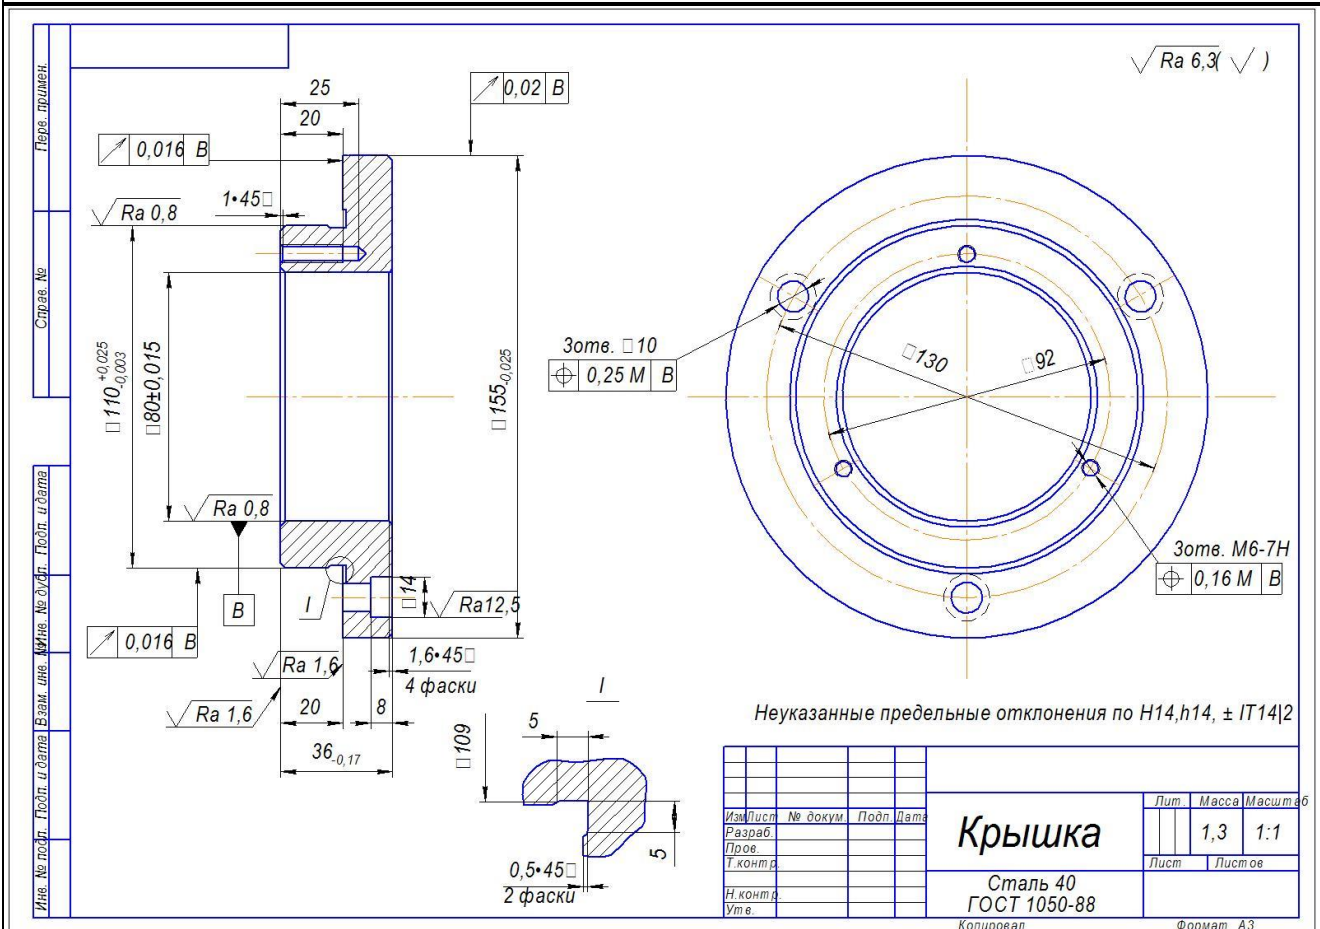 Перв. примен.
Справ. №
Подп. и дата
Инв. № дубл.
Взам. инв. №
Подп. и дата
Инв. № подл.
Ra 6,3( )
25
20
0,02 B
0,016 B
1•45□
Ra 0,8
□110 +0,025 -0,003
□80±0,015
□155-0,025
Ra 0,8
B
I
□14
Ra12,5
0,016 B
Ra 1,6
Ra 1,6
1,6•45□
4 фаски
20
8
36-0,17
3отв. □10
0,25 M B
□130
□92
3отв. М6-7Н
0,16 M B
I
5
□109
5
0,5•45□
2 фаски
Неуказанные предельные отклонения по Н14,h14, ± IT14|2
Изм Лист № докум. Подп. Дата
Разраб.
Пров.
Т.контр.
Н.контр.
Утв.
Крышка
Сталь 40
ГОСТ 1050-88
Лит. Масса Масштаб
1,3 1:1
Лист Листов
Копировал Формат А3